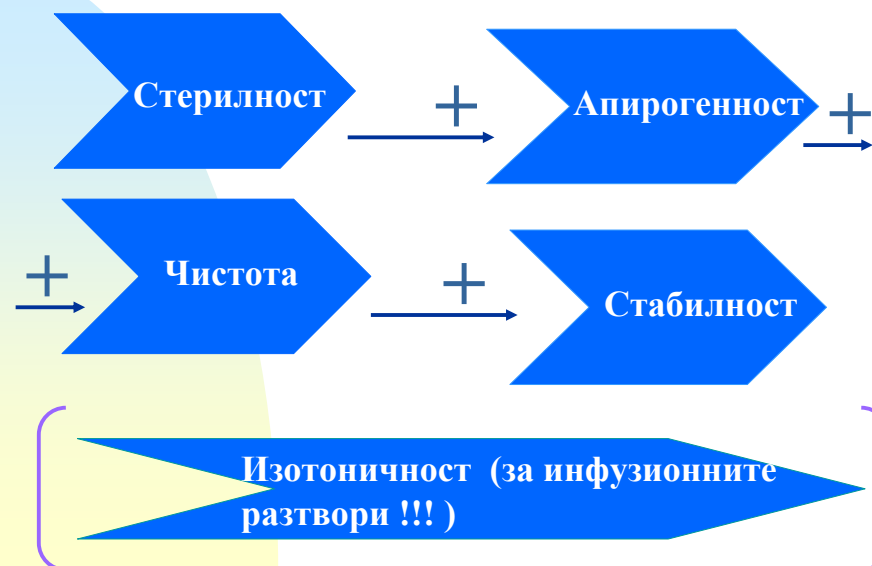 Стерилност
+
Апирогенност
+
+
Чистота
+
Стабилност
Изотоничност (за инфузионните
разтвори !!! )